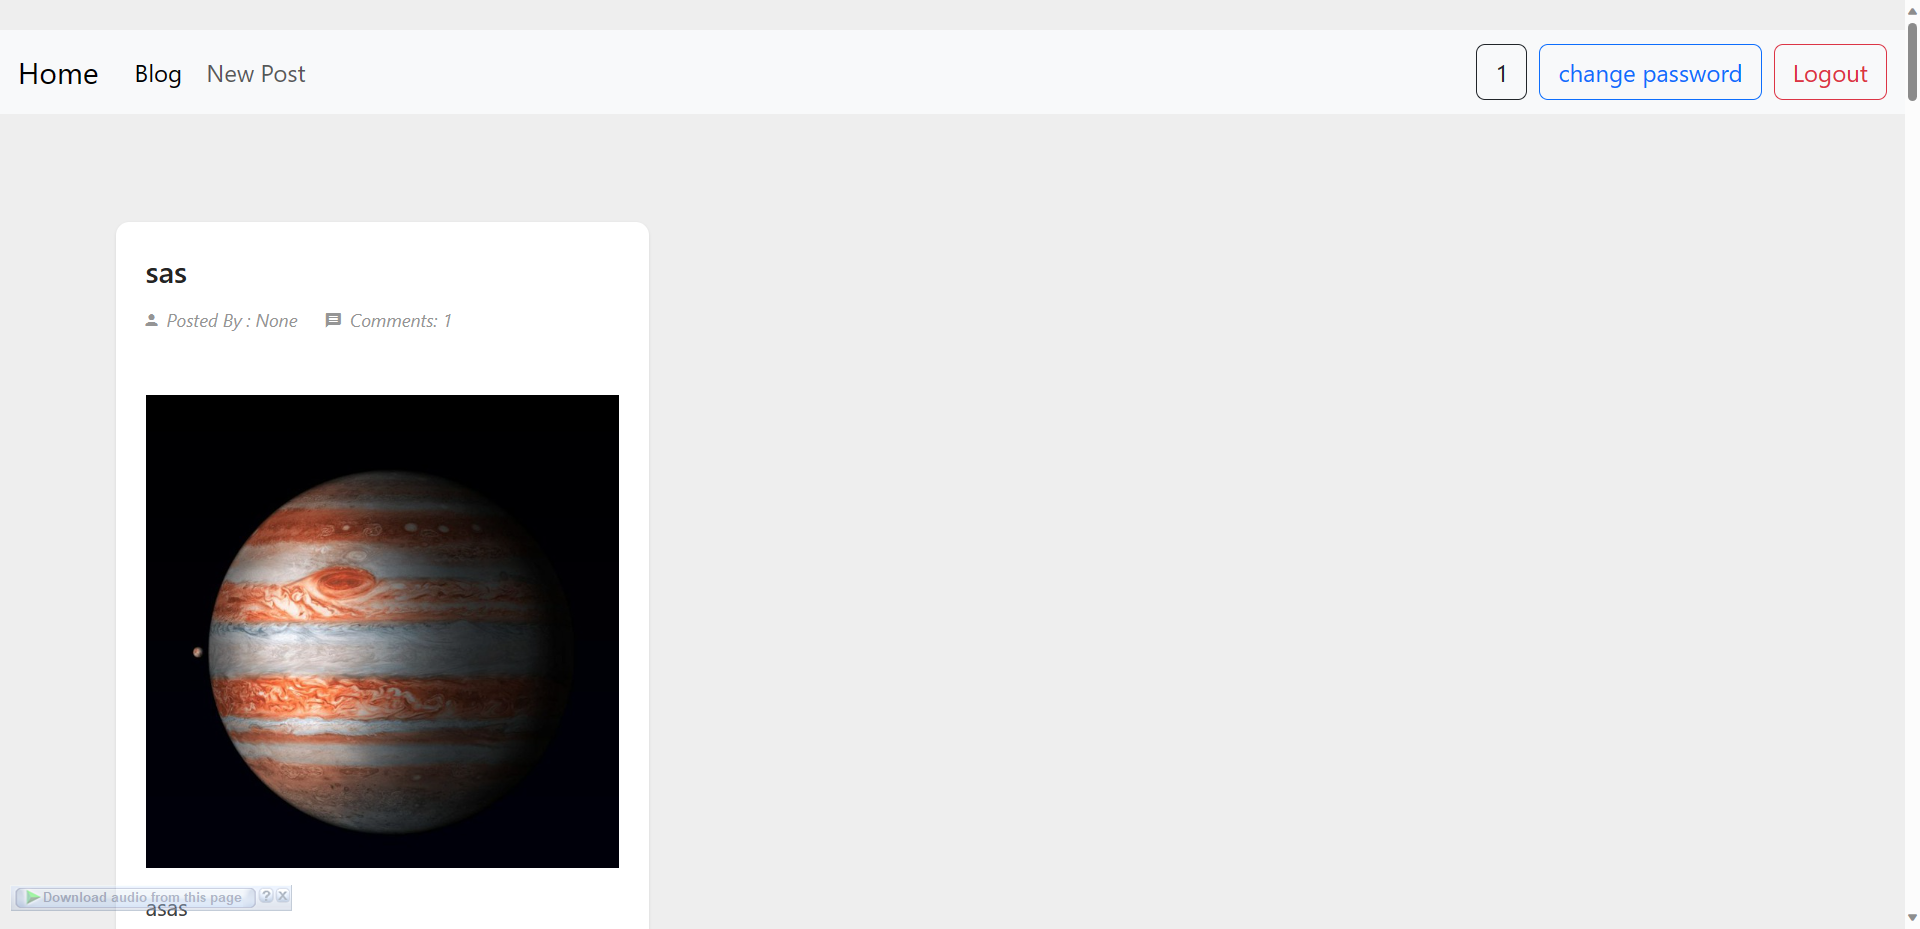 Home Blog New Post 1 change password Logout
sas
Posted By : None Comments: 1
Download audio from this page ? X
asas